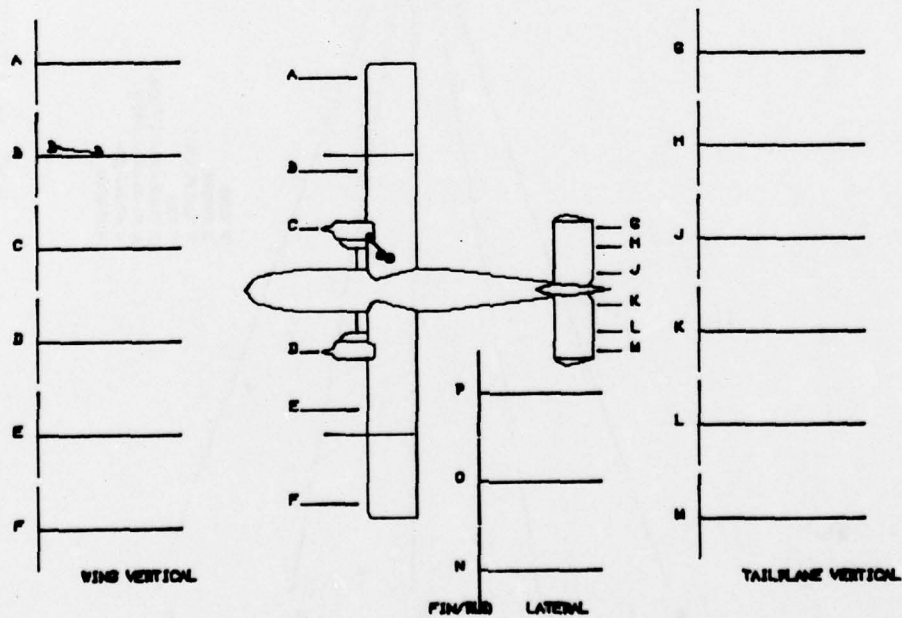 A
B
C
D
E
F
WING VERTICAL
A
B
C
D
E
F
G
H
J
K
L
M
P
O
N
FIN/RUD LATERAL
G
H
J
K
L
M
TAILPLANE VERTICAL